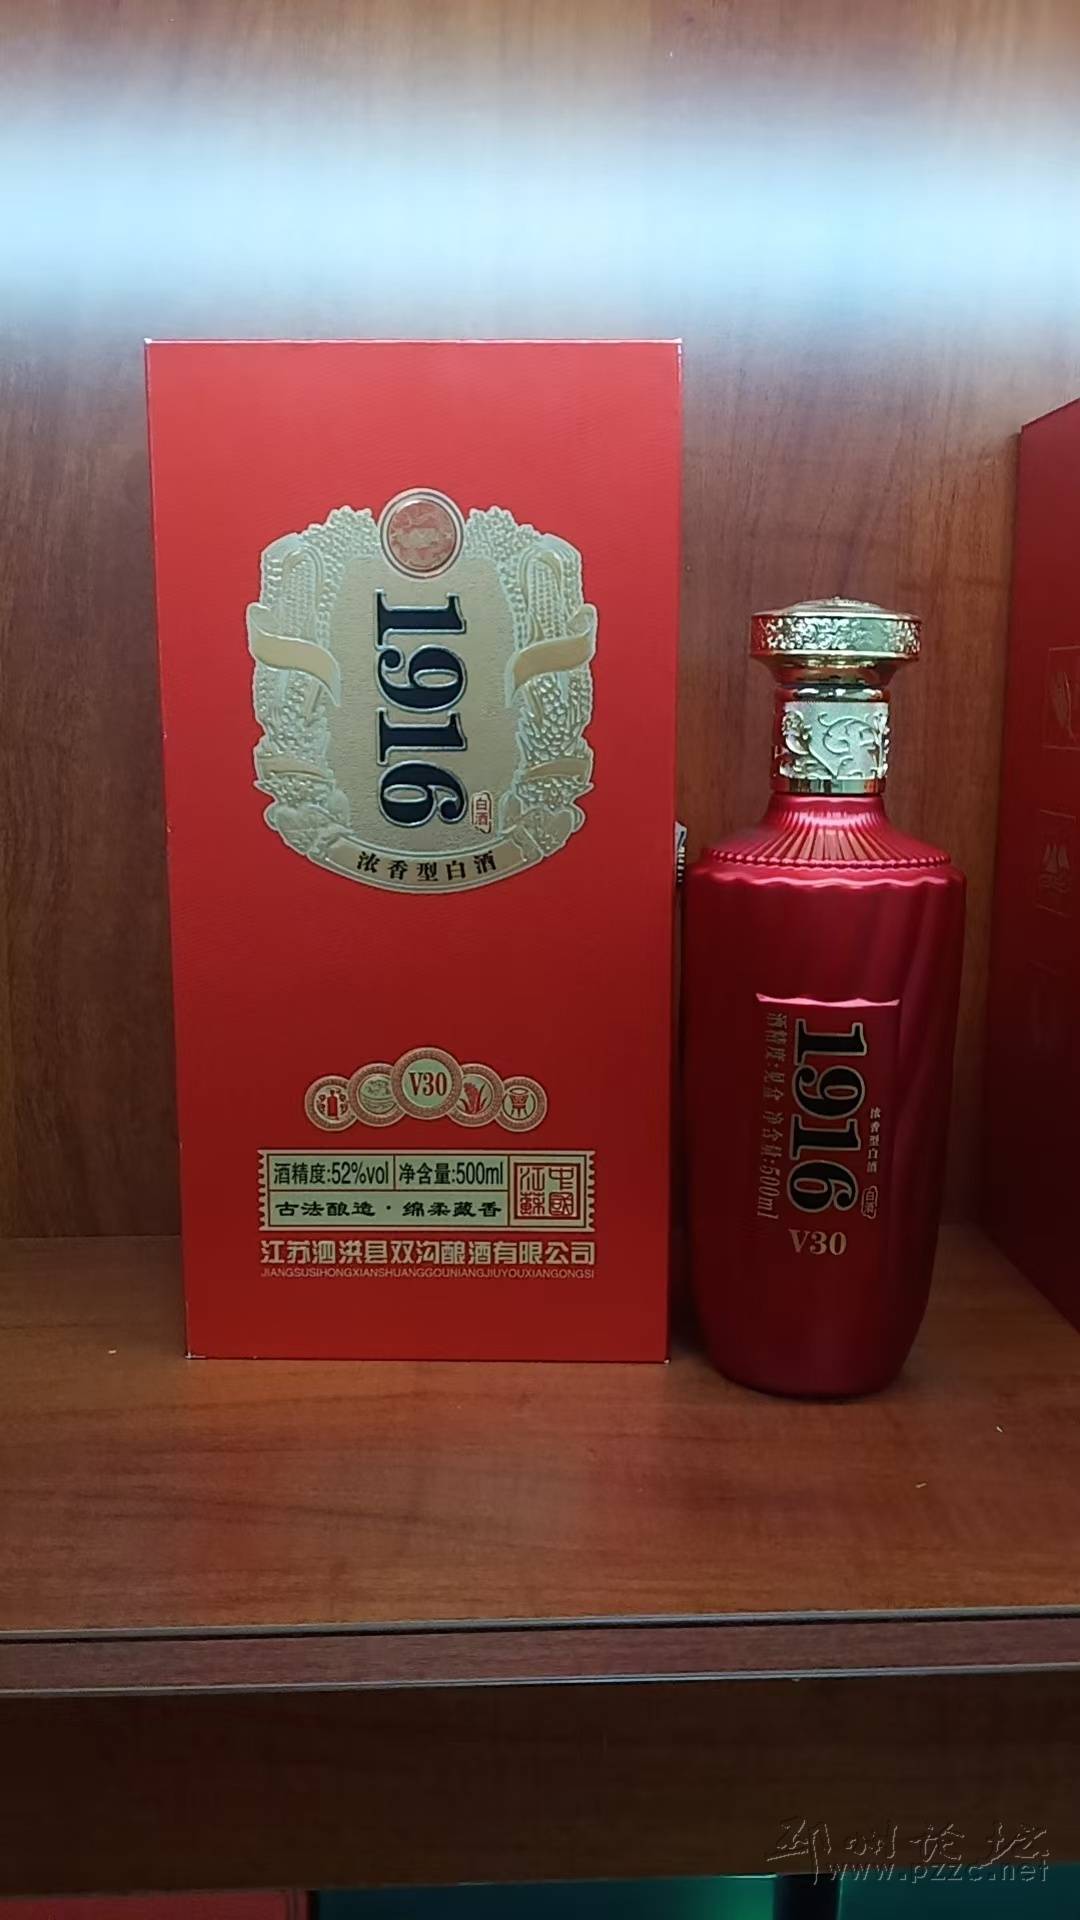 1916
白酒
浓香型白酒
V30
酒精度:52%vol 净含量:500ml
古法酿造·绵柔藏香
中國
江蘇
江苏泗洪县双沟酿酒有限公司
JIANGSUSIHONGXIANSHUANGGOUNIANGJIUYOUXIANGONGSI
浓香型白酒
1916
白酒
酒精度:见盒 净含量:500ml
V30
邳州论坛
www.pzzc.net